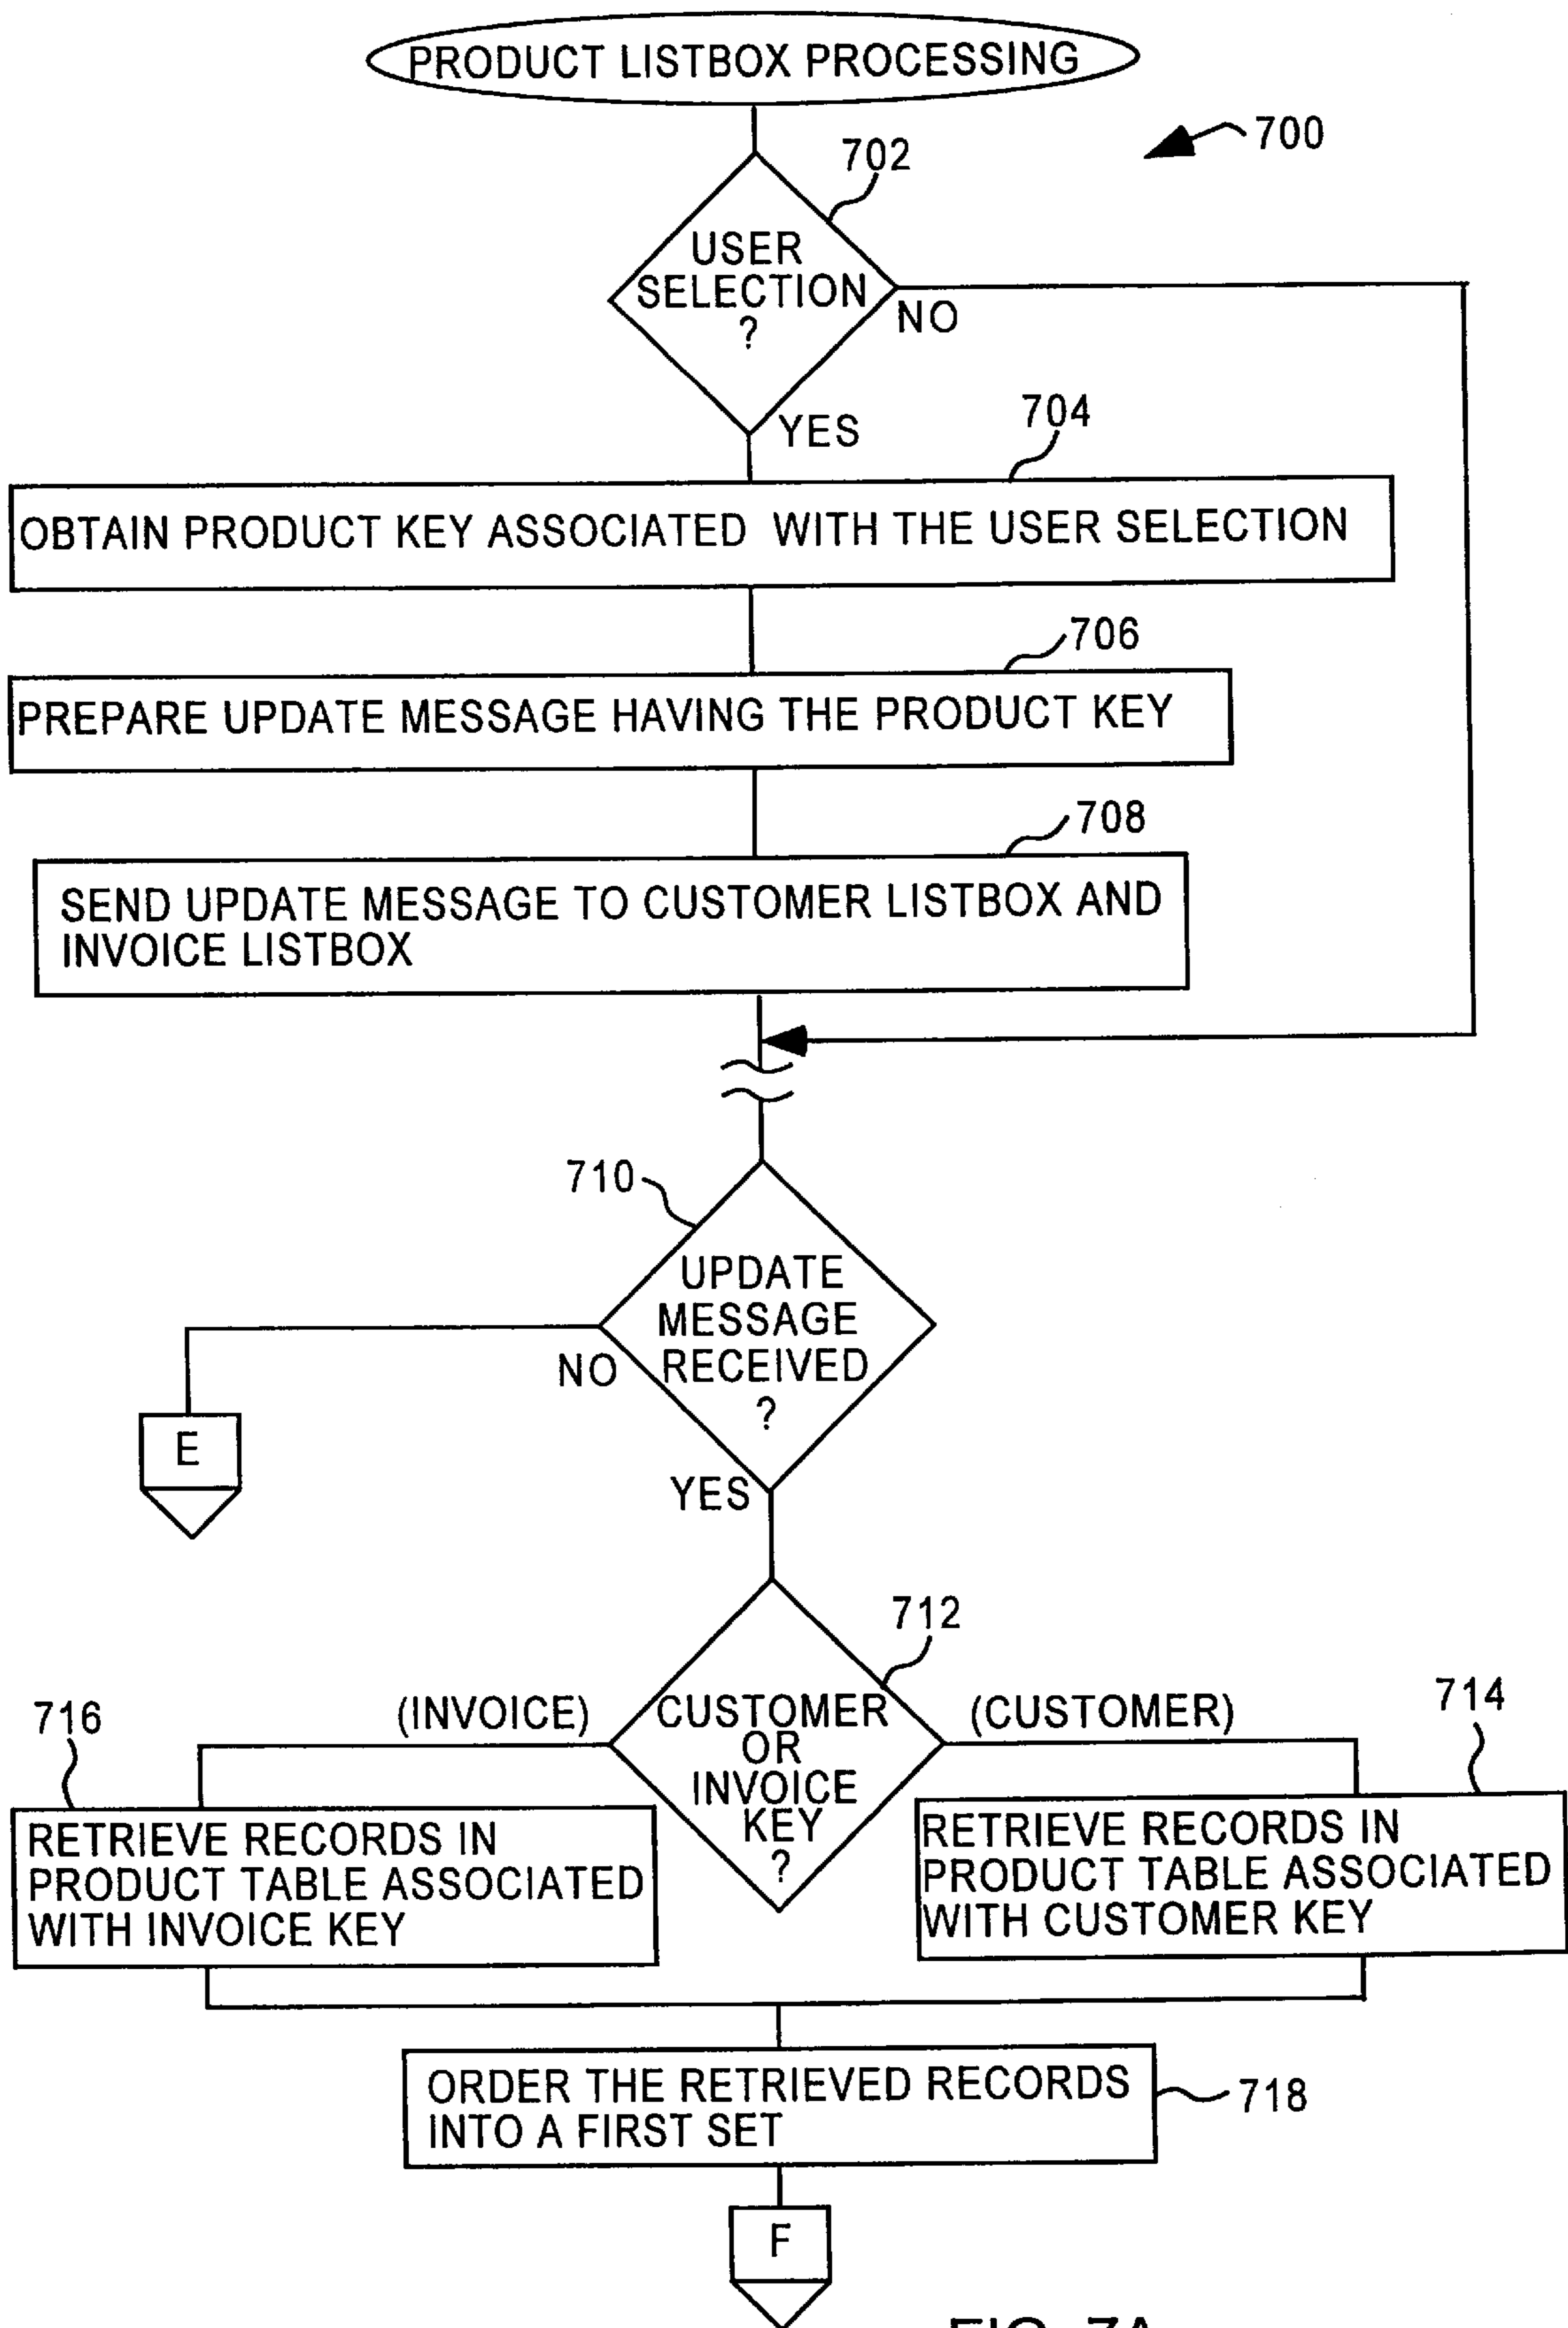 PRODUCT LISTBOX PROCESSING
700
702
USER
SELECTION
?
NO
YES
704
OBTAIN PRODUCT KEY ASSOCIATED WITH THE USER SELECTION
706
PREPARE UPDATE MESSAGE HAVING THE PRODUCT KEY
708
SEND UPDATE MESSAGE TO CUSTOMER LISTBOX AND
INVOICE LISTBOX
710
UPDATE
MESSAGE
RECEIVED
?
NO
E
YES
712
CUSTOMER
OR
INVOICE
KEY
?
(INVOICE)
(CUSTOMER)
716
RETRIEVE RECORDS IN
PRODUCT TABLE ASSOCIATED
WITH INVOICE KEY
714
RETRIEVE RECORDS IN
PRODUCT TABLE ASSOCIATED
WITH CUSTOMER KEY
ORDER THE RETRIEVED RECORDS
INTO A FIRST SET
718
F
FIG. 7A